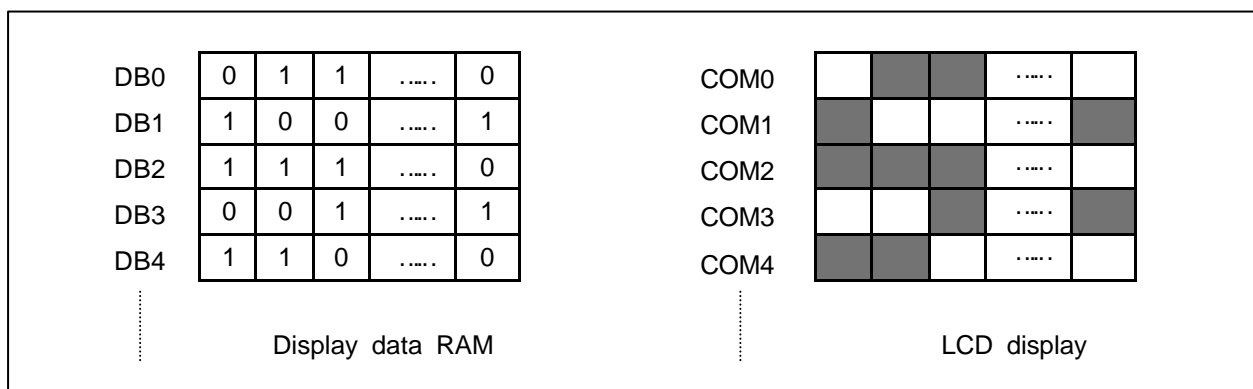 DB0 0 1 1 ..... 0 COM0 .....
DB1 1 0 0 ..... 1 COM1 .....
DB2 1 1 1 ..... 0 COM2 .....
DB3 0 0 1 ..... 1 COM3 .....
DB4 1 1 0 ..... 0 COM4 .....
Display data RAM LCD display